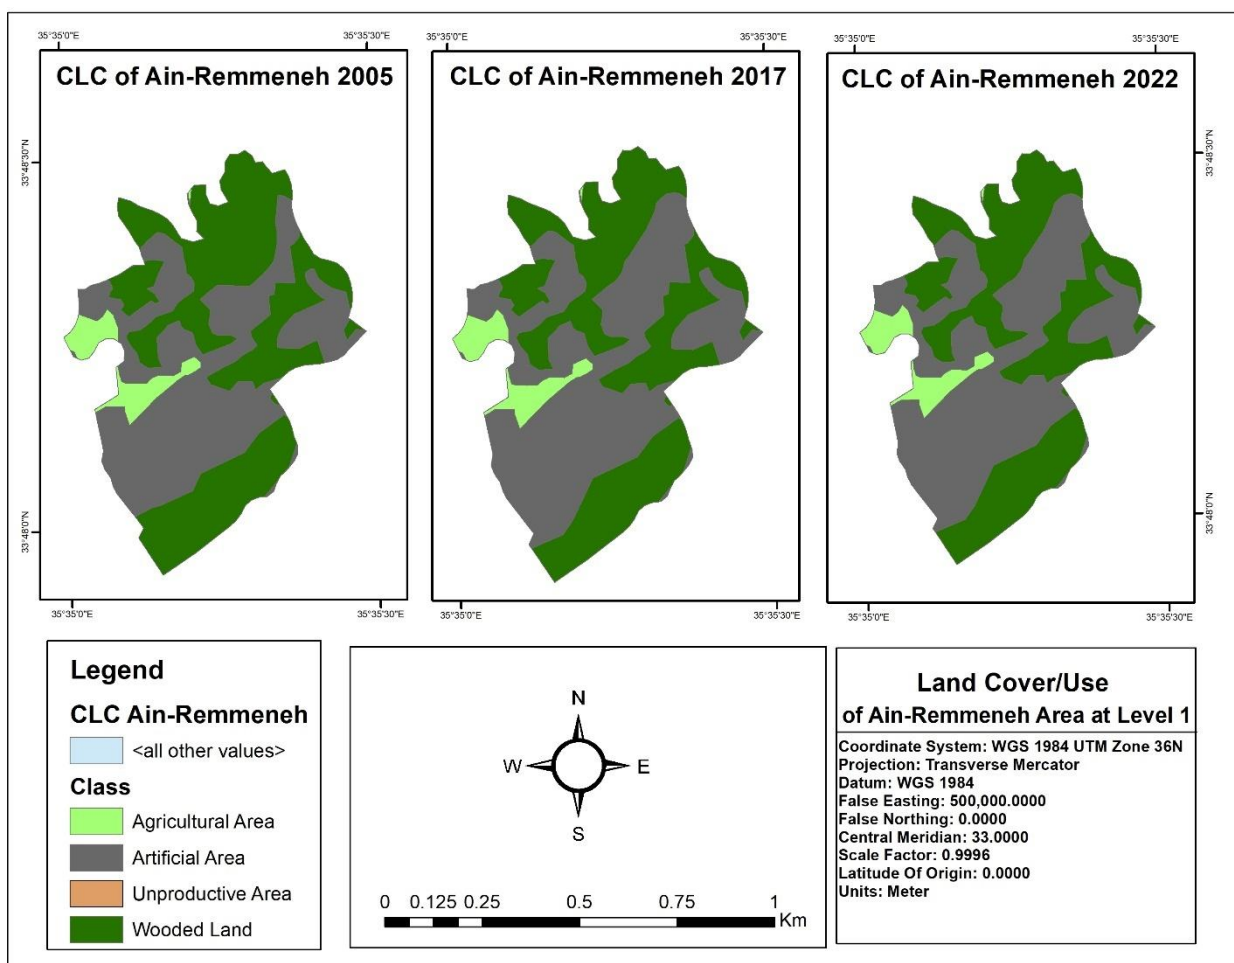 35°35'0"E 35°35'30"E 35°35'0"E 35°35'30"E 35°35'0"E 35°35'30"E
CLC of Ain-Remmeneh 2005
CLC of Ain-Remmeneh 2017
CLC of Ain-Remmeneh 2022
33°48'30"N
33°48'30"N
33°48'0"N
33°48'0"N
35°35'0"E 35°35'30"E 35°35'0"E 35°35'30"E 35°35'0"E 35°35'30"E
Legend
CLC Ain-Remmeneh
<all other values>
Class
Agricultural Area
Artificial Area
Unproductive Area
Wooded Land
N
W E
S
0 0.125 0.25 0.5 0.75 1
Km
Land Cover/Use
of Ain-Remmeneh Area at Level 1
Coordinate System: WGS 1984 UTM Zone 36N
Projection: Transverse Mercator
Datum: WGS 1984
False Easting: 500,000.0000
False Northing: 0.0000
Central Meridian: 33.0000
Scale Factor: 0.9996
Latitude Of Origin: 0.0000
Units: Meter